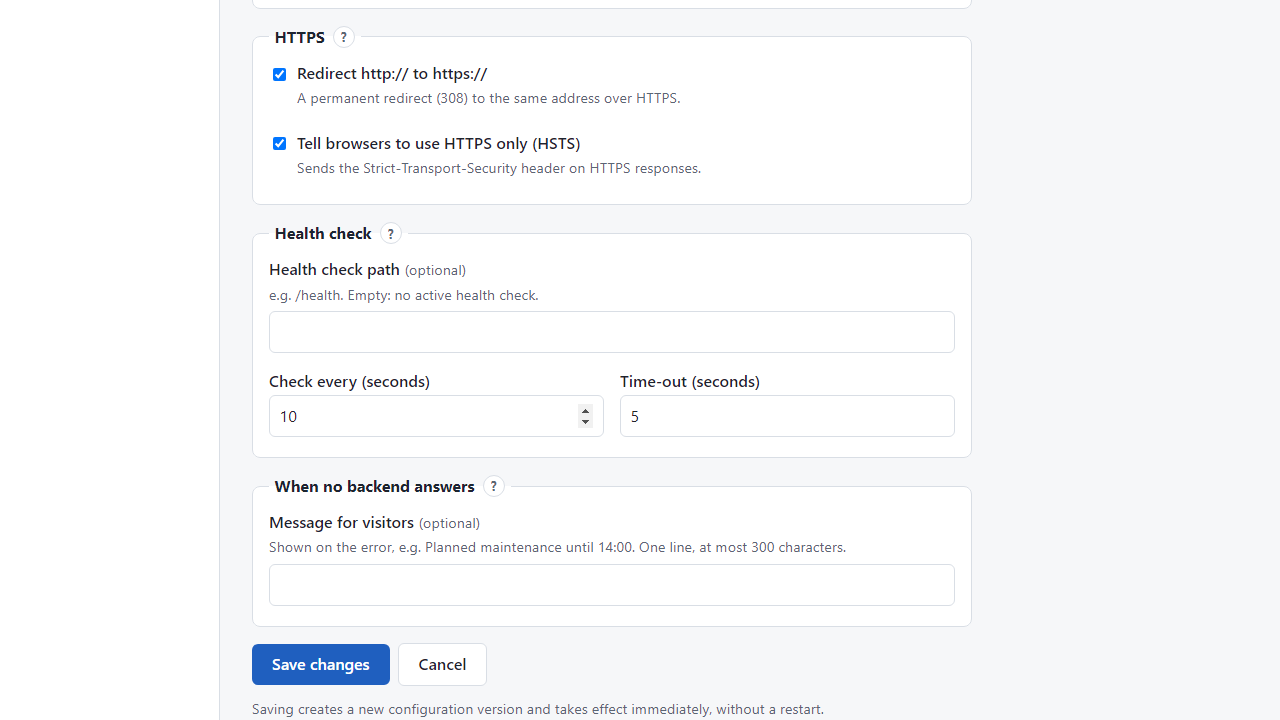 HTTPS ?
Redirect http:// to https://
A permanent redirect (308) to the same address over HTTPS.
Tell browsers to use HTTPS only (HSTS)
Sends the Strict-Transport-Security header on HTTPS responses.
Health check ?
Health check path (optional)
e.g. /health. Empty: no active health check.
Check every (seconds) Time-out (seconds)
10 5
When no backend answers ?
Message for visitors (optional)
Shown on the error, e.g. Planned maintenance until 14:00. One line, at most 300 characters.
Save changes Cancel
Saving creates a new configuration version and takes effect immediately, without a restart.